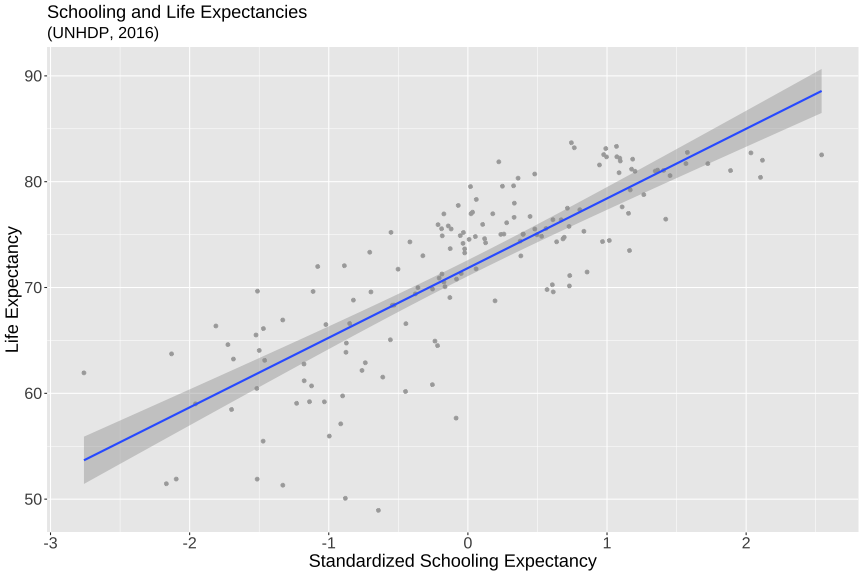 Schooling and Life Expectancies
(UNHDP, 2016)
90
80
70
60
50
Life Expectancy
-3 -2 -1 0 1 2
Standardized Schooling Expectancy